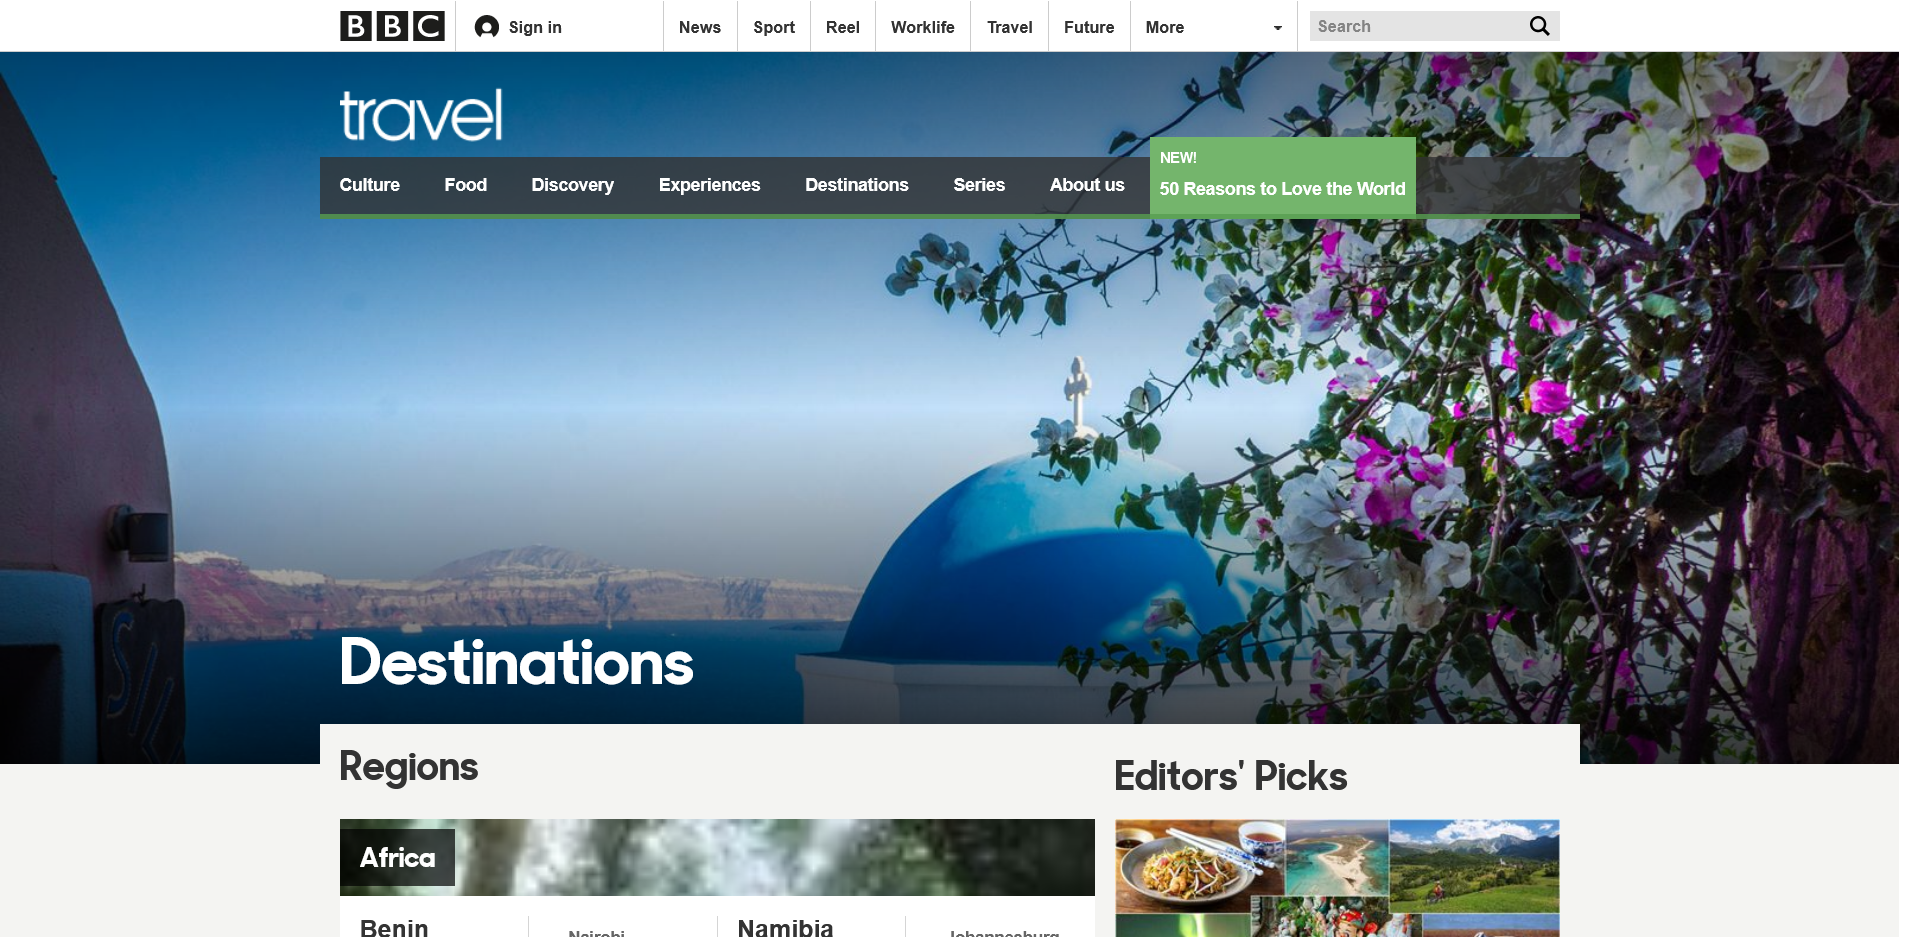 BBC
Sign in
News
Sport
Reel
Worklife
Travel
Future
More
Search
travel
Culture
Food
Discovery
Experiences
Destinations
Series
About us
NEW!
50 Reasons to Love the World
Destinations
Regions
Editors' Picks
Africa
Benin
Nairobi
Namibia
Johannesburg